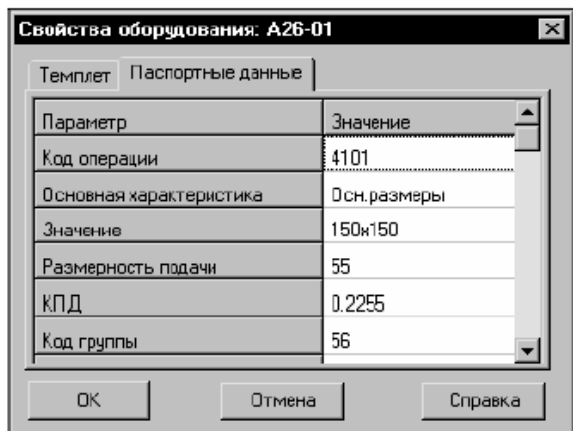 Свойства оборудования: А26-01
Темплет Паспортные данные
Параметр Значение
Код операции 4101
Основная характеристика Осн.размеры
Значение 150х150
Размерность подачи 55
КПД 0.2255
Код группы 56
ОК Отмена Справка